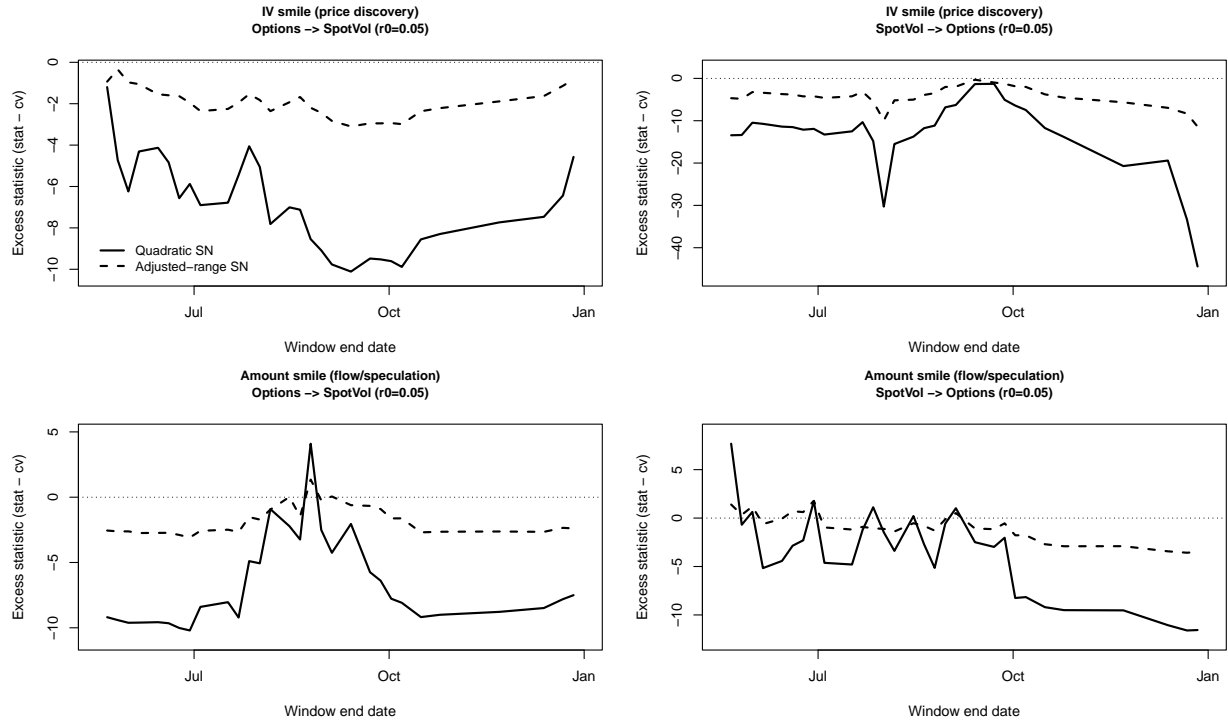 IV smile (price discovery)
Options −> SpotVol (r0=0.05)
Excess statistic (stat − cv)
0
−2
−4
−6
−8
−10
Quadratic SN
Adjusted−range SN
Jul
Oct
Jan
Window end date
IV smile (price discovery)
SpotVol −> Options (r0=0.05)
Excess statistic (stat − cv)
0
−10
−20
−30
−40
Jul
Oct
Jan
Window end date
Amount smile (flow/speculation)
Options −> SpotVol (r0=0.05)
Excess statistic (stat − cv)
5
0
−5
−10
Jul
Oct
Jan
Window end date
Amount smile (flow/speculation)
SpotVol −> Options (r0=0.05)
Excess statistic (stat − cv)
5
0
−5
−10
Jul
Oct
Jan
Window end date